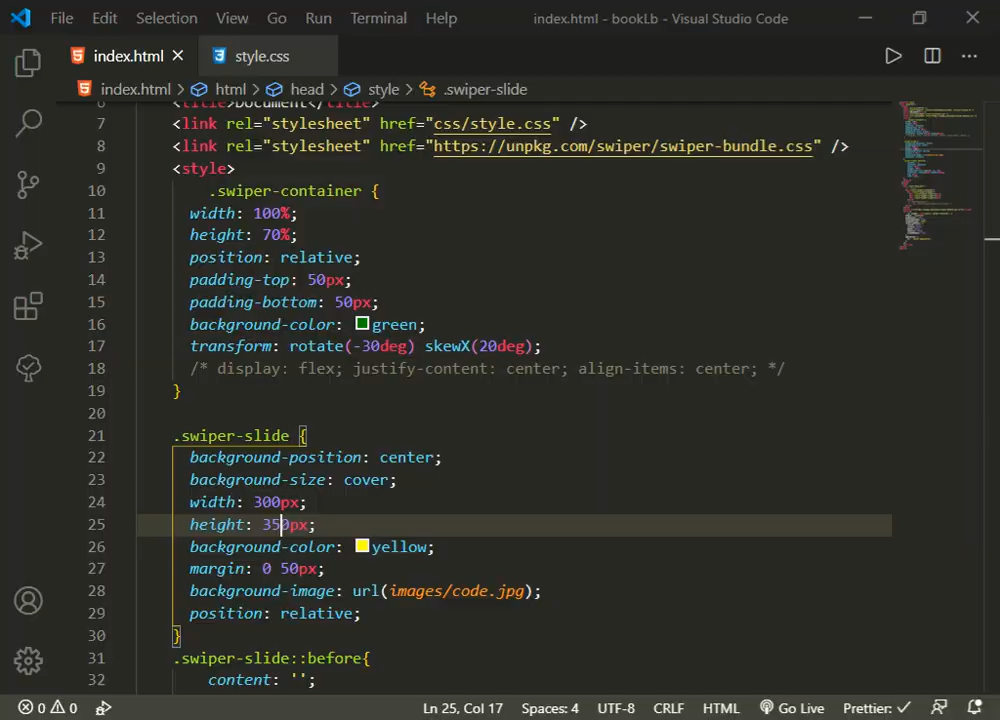 File Edit Selection View Go Run Terminal Help index.html - bookLb - Visual Studio Code
index.html style.css
index.html > html > head > style > .swiper-slide
6 <title>Document</title>
7 <link rel="stylesheet" href="css/style.css" />
8 <link rel="stylesheet" href="https://unpkg.com/swiper/swiper-bundle.css" />
9 <style>
10 .swiper-container {
11 width: 100%;
12 height: 70%;
13 position: relative;
14 padding-top: 50px;
15 padding-bottom: 50px;
16 background-color: green;
17 transform: rotate(-30deg) skewX(20deg);
18 /* display: flex; justify-content: center; align-items: center; */
19 }
20
21 .swiper-slide {
22 background-position: center;
23 background-size: cover;
24 width: 300px;
25 height: 350px;
26 background-color: yellow;
27 margin: 0 50px;
28 background-image: url(images/code.jpg);
29 position: relative;
30 }
31 .swiper-slide::before{
32 content: '';
0 0 Ln 25, Col 17 Spaces: 4 UTF-8 CRLF HTML Go Live Prettier: ✓